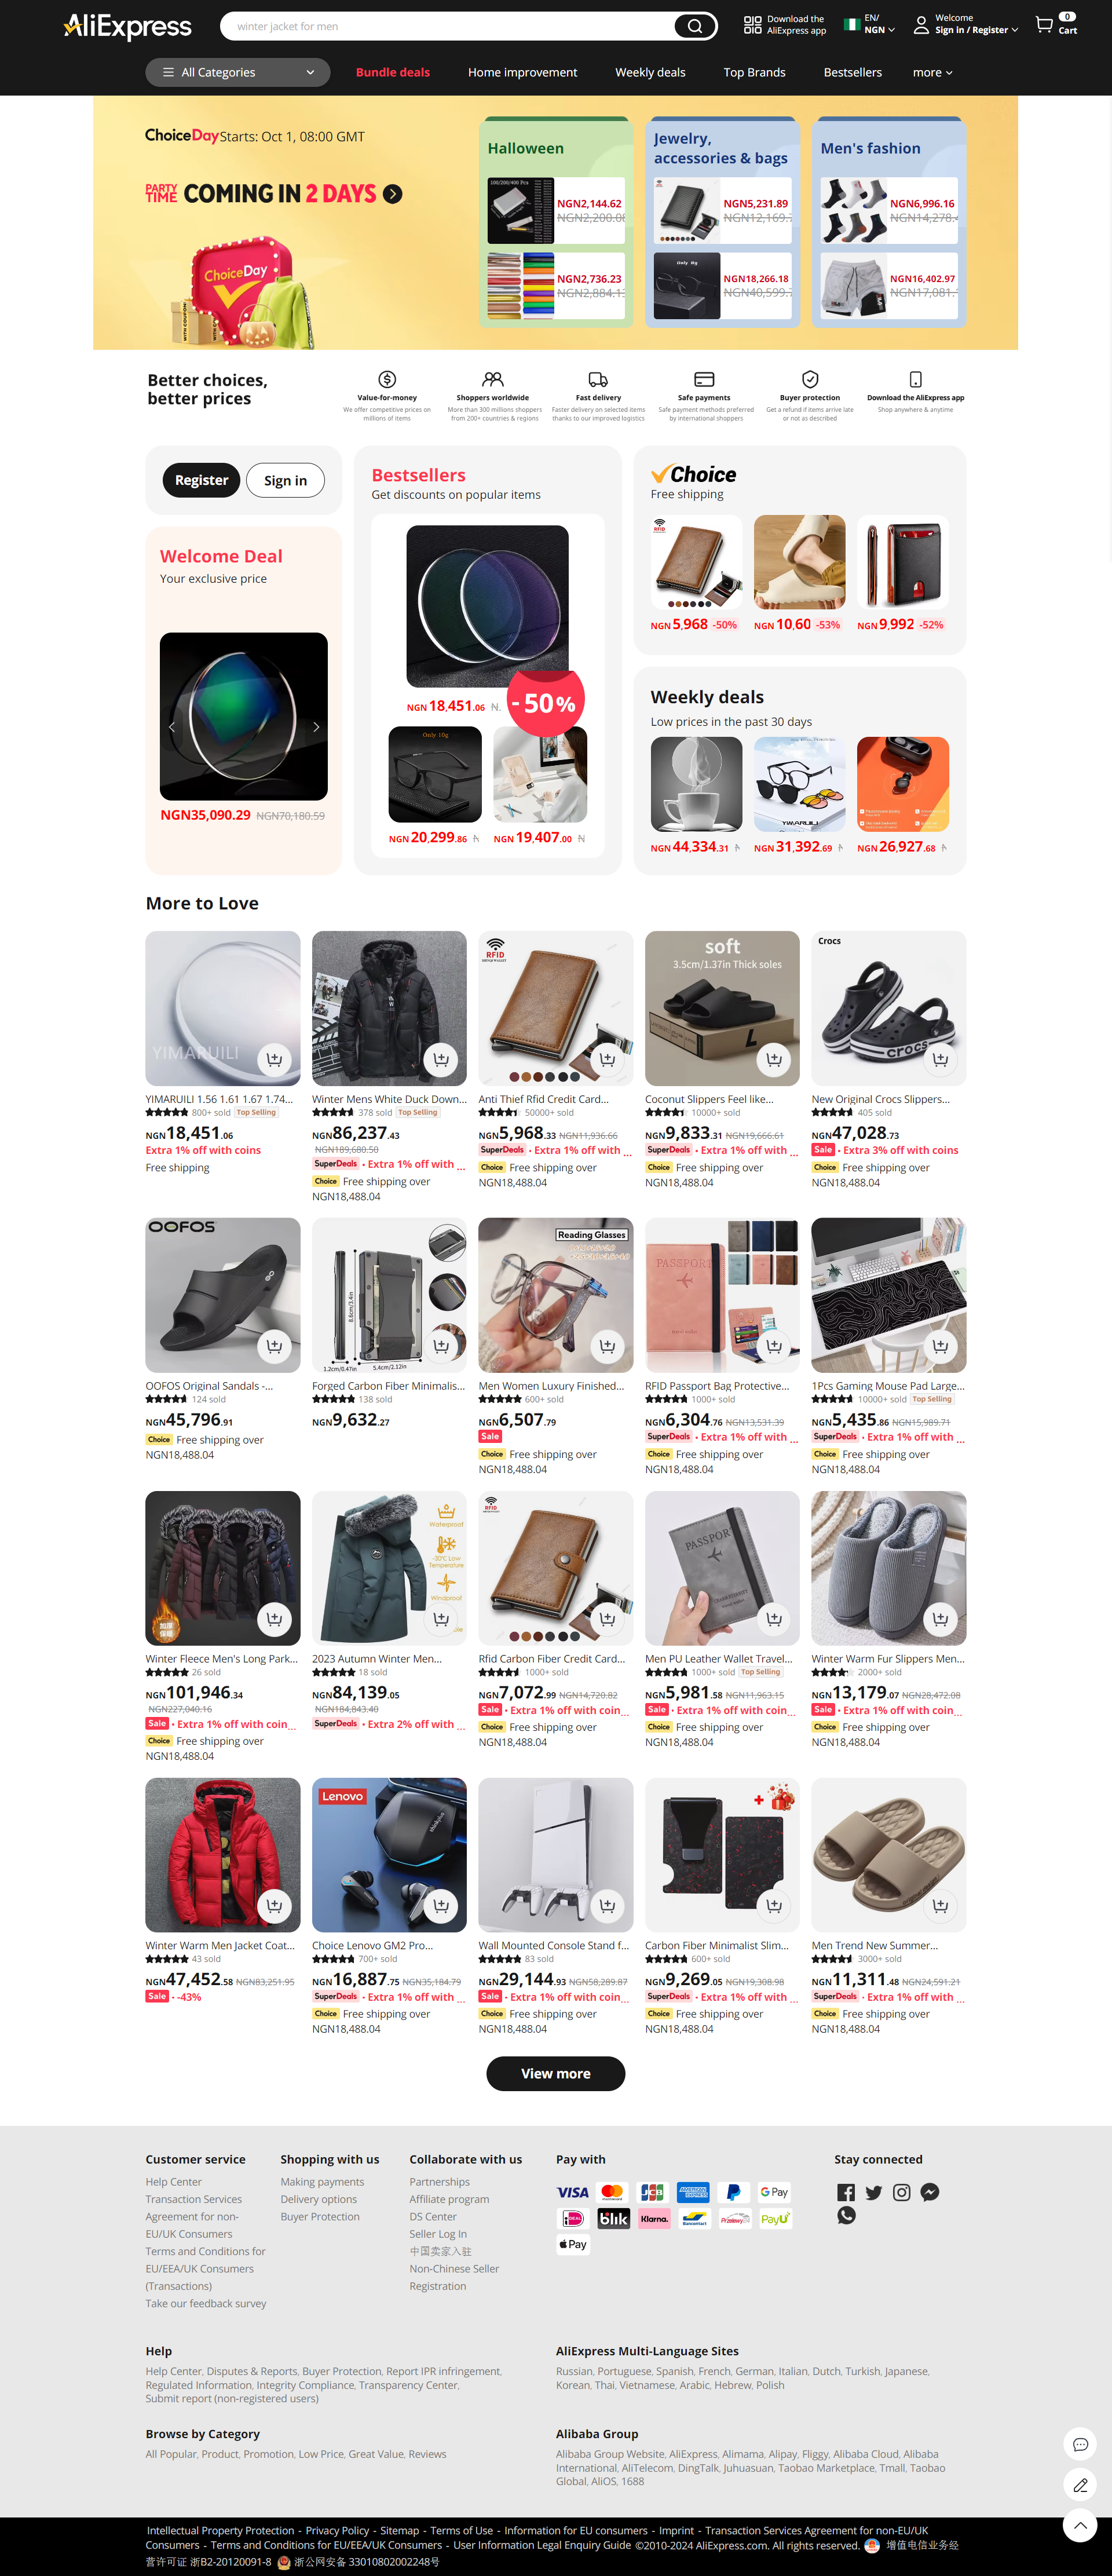 AliExpress
winter jacket for men
Download the
AliExpress app
EN/
NGN
Welcome
Sign in / Register
0
Cart
All Categories
Bundle deals
Home improvement
Weekly deals
Top Brands
Bestsellers
more
ChoiceDay Starts: Oct 1, 08:00 GMT
PARTY TIME COMING IN 2 DAYS
ChoiceDay
Halloween
NGN2,144.62
NGN2,200.08
NGN2,736.23
Jewelry,
accessories & bags
NGN5,231.89
NGN12,169.
NGN18,266.18
NGN40,599.
Men's fashion
NGN6,996.16
NGN14,278.
NGN16,402.97
NGN17,081.
Better choices,
better prices
Value-for-money
We offer competitive prices on
millions of items
Shoppers worldwide
More than 300 millions shoppers
from 200+ countries & regions
Fast delivery
Faster delivery on selected items
thanks to our improved logistics
Safe payments
Safe payment methods preferred
by international shoppers
Buyer protection
Get a refund if items arrive late
or not as described
Download the AliExpress app
Shop anywhere & anytime
Register
Sign in
Welcome Deal
Your exclusive price
NGN35,090.29 NGN70,180.59
Bestsellers
Get discounts on popular items
NGN18,451.06
-50%
Only 10g
NGN20,299.86
NGN19,407.00
Choice
Free shipping
RFID
NGN5,968 -50%
NGN10,60 -53%
NGN9,992 -52%
Weekly deals
Low prices in the past 30 days
YIMARUILI
NGN44,334.31
NGN31,392.69
NGN26,927.68
More to Love
YIMARUILI
YIMARUILI 1.56 1.61 1.67 1.74...
800+ sold Top Selling
NGN18,451.06
Extra 1% off with coins
Free shipping
Winter Mens White Duck Down...
378 sold Top Selling
NGN86,237.43
NGN189,680.50
SuperDeals · Extra 1% off with ...
Choice Free shipping over
NGN18,488.04
RFID
Anti Thief Rfid Credit Card...
50000+ sold
NGN5,968.33 NGN11,936.66
SuperDeals · Extra 1% off with ...
Choice Free shipping over
NGN18,488.04
soft
3.5cm/1.37in Thick soles
Coconut Slippers Feel like...
10000+ sold
NGN9,833.31 NGN19,666.61
SuperDeals · Extra 1% off with ...
Choice Free shipping over
NGN18,488.04
Crocs
crocs
New Original Crocs Slippers...
405 sold
NGN47,028.73
Sale · Extra 3% off with coins
Choice Free shipping over
NGN18,488.04
OOFOS
OOFOS Original Sandals -...
124 sold
NGN45,796.91
Choice Free shipping over
NGN18,488.04
8.6cm/3.4in
1.2cm/0.47in
5.4cm/2.12in
Forged Carbon Fiber Minimalis...
138 sold
NGN9,632.27
Reading Glasses
Men Women Luxury Finished...
600+ sold
NGN6,507.79
Sale
Choice Free shipping over
NGN18,488.04
PASSPORT
RFID Passport Bag Protective...
1000+ sold
NGN6,304.76 NGN13,531.39
SuperDeals · Extra 1% off with ...
Choice Free shipping over
NGN18,488.04
1Pcs Gaming Mouse Pad Large...
10000+ sold Top Selling
NGN5,435.86 NGN15,989.71
SuperDeals · Extra 1% off with ...
Choice Free shipping over
NGN18,488.04
Winter Fleece Men's Long Park...
26 sold
NGN101,946.34
NGN227,040.16
Sale · Extra 1% off with coin...
Choice Free shipping over
NGN18,488.04
Waterproof
-30℃ Low
Temperature
Windproof
2023 Autumn Winter Men...
18 sold
NGN84,139.05
NGN184,843.40
SuperDeals · Extra 2% off with ...
RFID
Rfid Carbon Fiber Credit Card...
1000+ sold
NGN7,072.99 NGN14,720.82
Sale · Extra 1% off with coin...
Choice Free shipping over
NGN18,488.04
PASSPOR
Men PU Leather Wallet Travel...
1000+ sold Top Selling
NGN5,981.58 NGN11,963.15
Sale · Extra 1% off with coin...
Choice Free shipping over
NGN18,488.04
Winter Warm Fur Slippers Men...
2000+ sold
NGN13,179.07 NGN28,472.08
Sale · Extra 1% off with coin...
Choice Free shipping over
NGN18,488.04
Winter Warm Men Jacket Coat...
43 sold
NGN47,452.58 NGN83,251.95
Sale · -43%
Lenovo
thinkplus
Choice Lenovo GM2 Pro...
700+ sold
NGN16,887.75 NGN35,184.79
SuperDeals · Extra 1% off with ...
Choice Free shipping over
NGN18,488.04
Wall Mounted Console Stand f...
83 sold
NGN29,144.93 NGN58,289.87
Sale · Extra 1% off with coin...
Choice Free shipping over
NGN18,488.04
Carbon Fiber Minimalist Slim...
600+ sold
NGN9,269.05 NGN19,308.98
SuperDeals · Extra 1% off with ...
Choice Free shipping over
NGN18,488.04
Men Trend New Summer...
3000+ sold
NGN11,311.48 NGN24,591.21
SuperDeals · Extra 1% off with ...
Choice Free shipping over
NGN18,488.04
View more
Customer service
Help Center
Transaction Services
Agreement for non-
EU/UK Consumers
Terms and Conditions for
EU/EEA/UK Consumers
(Transactions)
Take our feedback survey
Shopping with us
Making payments
Delivery options
Buyer Protection
Collaborate with us
Partnerships
Affiliate program
DS Center
Seller Log In
中国卖家入驻
Non-Chinese Seller
Registration
Pay with
VISA
JCB
AMERICAN EXPRESS
G Pay
iDEAL
blik
Klarna.
Bancontact
Przelewy24
PayU
Pay
Stay connected
Help
Help Center, Disputes & Reports, Buyer Protection, Report IPR infringement,
Regulated Information, Integrity Compliance, Transparency Center,
Submit report (non-registered users)
AliExpress Multi-Language Sites
Russian, Portuguese, Spanish, French, German, Italian, Dutch, Turkish, Japanese,
Korean, Thai, Vietnamese, Arabic, Hebrew, Polish
Browse by Category
All Popular, Product, Promotion, Low Price, Great Value, Reviews
Alibaba Group
Alibaba Group Website, AliExpress, Alimama, Alipay, Fliggy, Alibaba Cloud, Alibaba
International, AliTelecom, DingTalk, Juhuasuan, Taobao Marketplace, Tmall, Taobao
Global, AliOS, 1688
Intellectual Property Protection - Privacy Policy - Sitemap - Terms of Use - Information for EU consumers - Imprint - Transaction Services Agreement for non-EU/UK
Consumers - Terms and Conditions for EU/EEA/UK Consumers - User Information Legal Enquiry Guide ©2010-2024 AliExpress.com. All rights reserved. 增值电信业务经
营许可证 浙B2-20120091-8 浙公网安备 33010802002248号